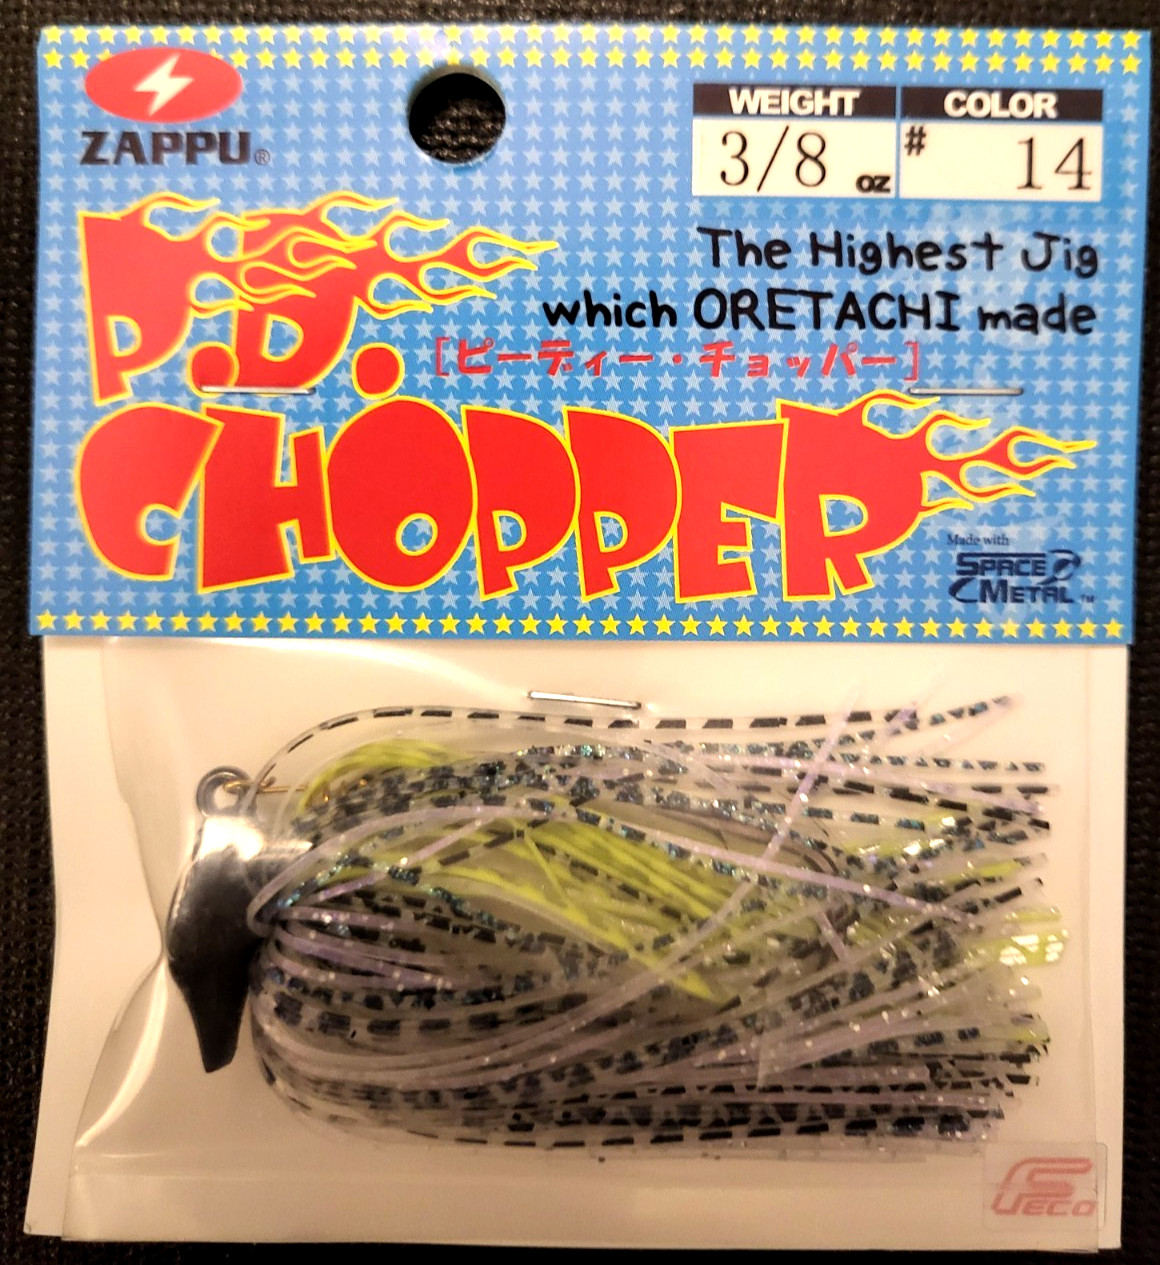 ZAPPU®
WEIGHT
3/8 oz
COLOR
# 14
The Highest Jig
which ORETACHI made
P.D.
[ピーディー・チョッパー]
CHOPPER
Made with
SPACE
METAL™
FECO